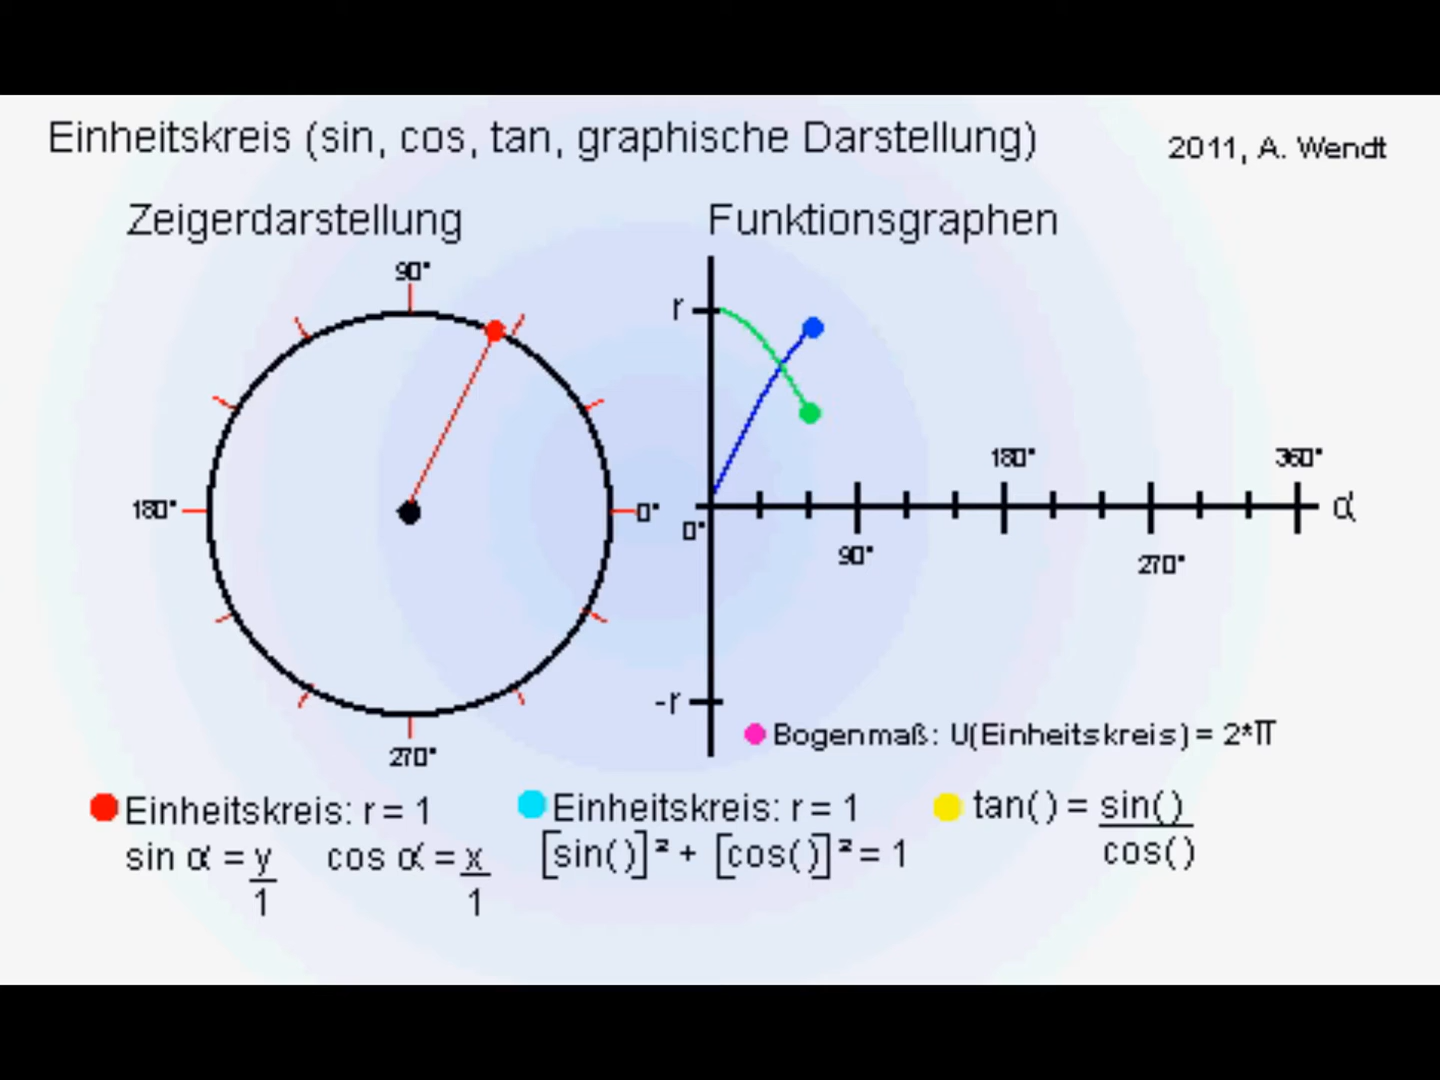 Einheitskreis (sin, cos, tan, graphische Darstellung)
2011, A. Wendt
Zeigerdarstellung
Funktionsgraphen
90°
r
180°
0°
0°
180°
360°
α
90°
270°
-r
270°
Bogenmaß: U(Einheitskreis) = 2*π
Einheitskreis: r = 1
sin α = y/1 cos α = x/1
Einheitskreis: r = 1
[sin()]² + [cos()]² = 1
tan() = sin()/cos()